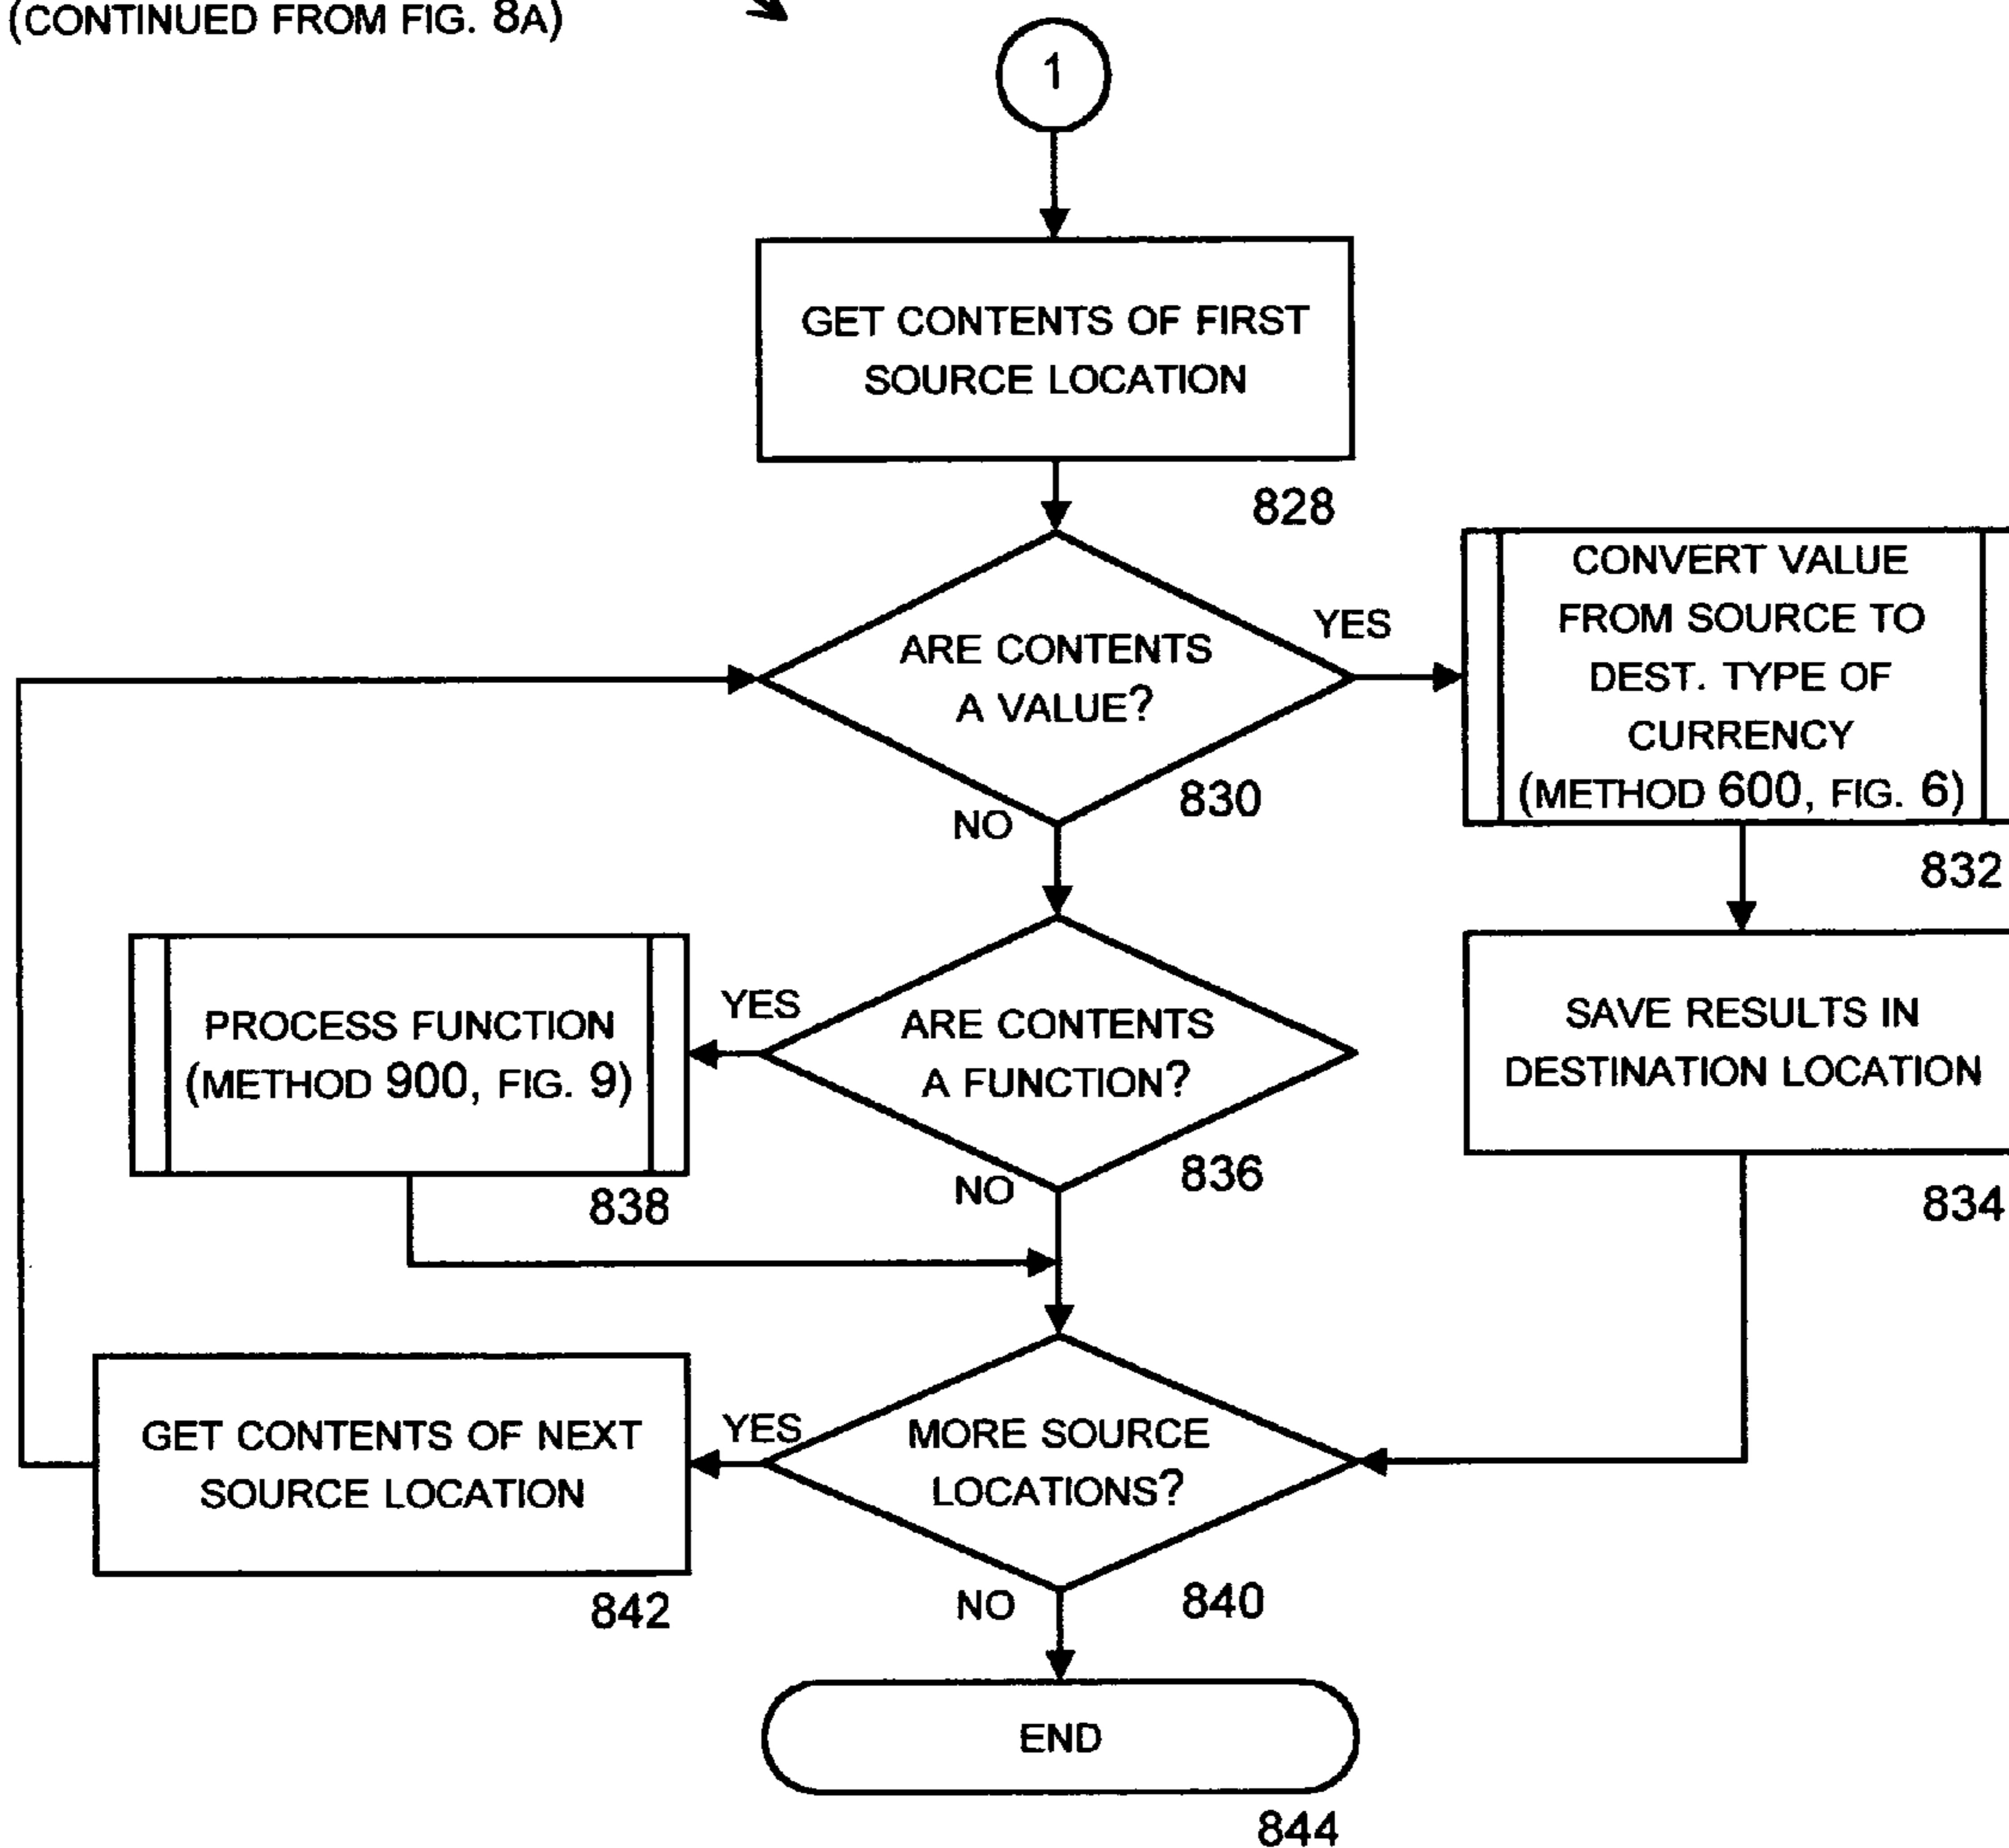 (CONTINUED FROM FIG. 8A)
1
GET CONTENTS OF FIRST
SOURCE LOCATION
828
ARE CONTENTS
A VALUE?
YES
NO
830
CONVERT VALUE
FROM SOURCE TO
DEST. TYPE OF
CURRENCY
(METHOD 600, FIG. 6)
832
SAVE RESULTS IN
DESTINATION LOCATION
834
ARE CONTENTS
A FUNCTION?
YES
NO
836
PROCESS FUNCTION
(METHOD 900, FIG. 9)
838
MORE SOURCE
LOCATIONS?
YES
NO
840
GET CONTENTS OF NEXT
SOURCE LOCATION
842
END
844